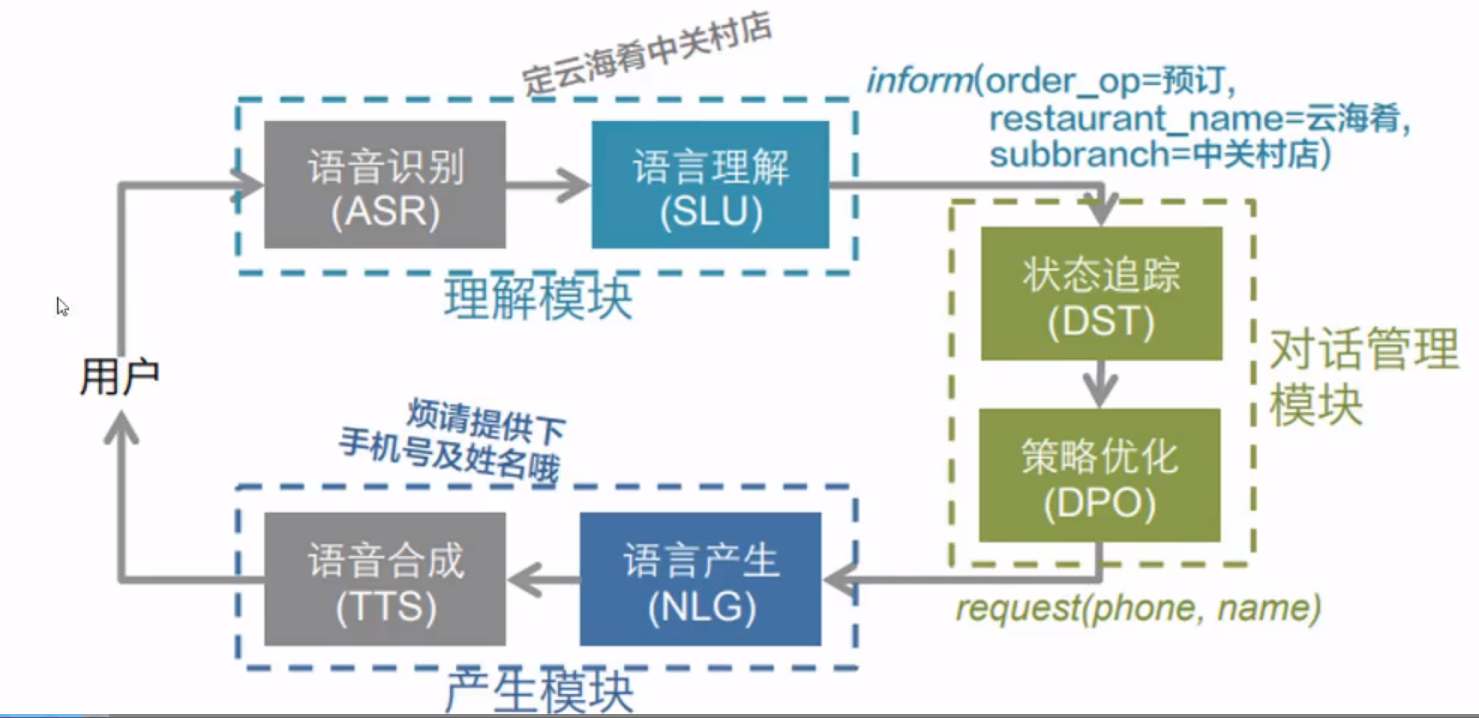 定云海肴中关村店
inform(order_op=预订,
restaurant_name=云海肴,
subbranch=中关村店)
语音识别
(ASR)
语言理解
(SLU)
理解模块
状态追踪
(DST)
对话管理
模块
策略优化
(DPO)
用户
烦请提供下
手机号及姓名哦
语音合成
(TTS)
语言产生
(NLG)
request(phone, name)
产生模块